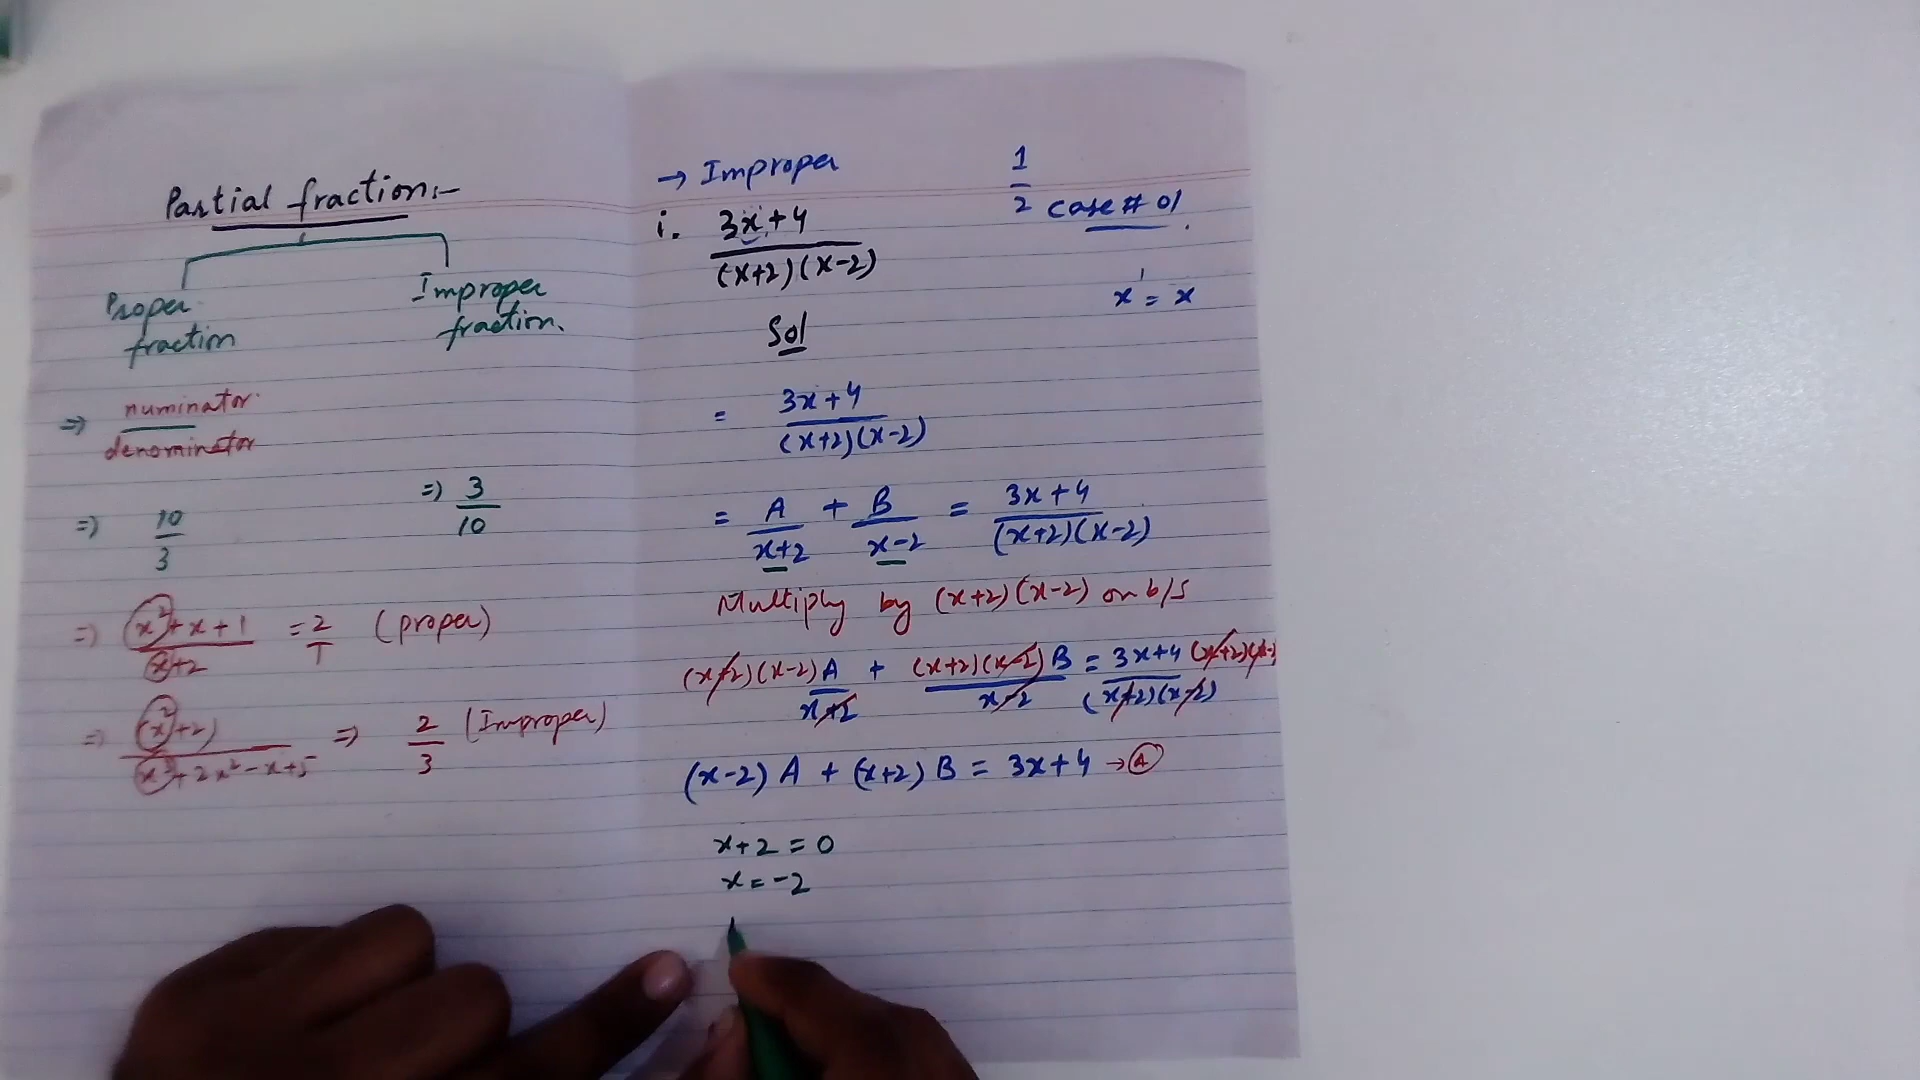 Partial fraction:-
Proper fraction
Improper fraction.
=> numinator / denominator
=> 10/3
=> 3/10
=> x²+x+1 / x+2 = 2/1 (proper)
=> (x²+2) / x³+2x²-x+5 => 2/3 (Improper)
→ Improper
1/2 case # 01
i. 3x+4 / (x+2)(x-2)
x¹ = x
Sol
= 3x+4 / (x+2)(x-2)
= A / x+2 + B / x-2 = 3x+4 / (x+2)(x-2)
Multiply by (x+2)(x-2) on b/s
(x+2)(x-2)A / x+2 + (x+2)(x-2)B / x-2 = 3x+4 (x+2)(x-2) / (x+2)(x-2)
(x-2) A + (x+2) B = 3x+4 → A
x+2 = 0
x = -2